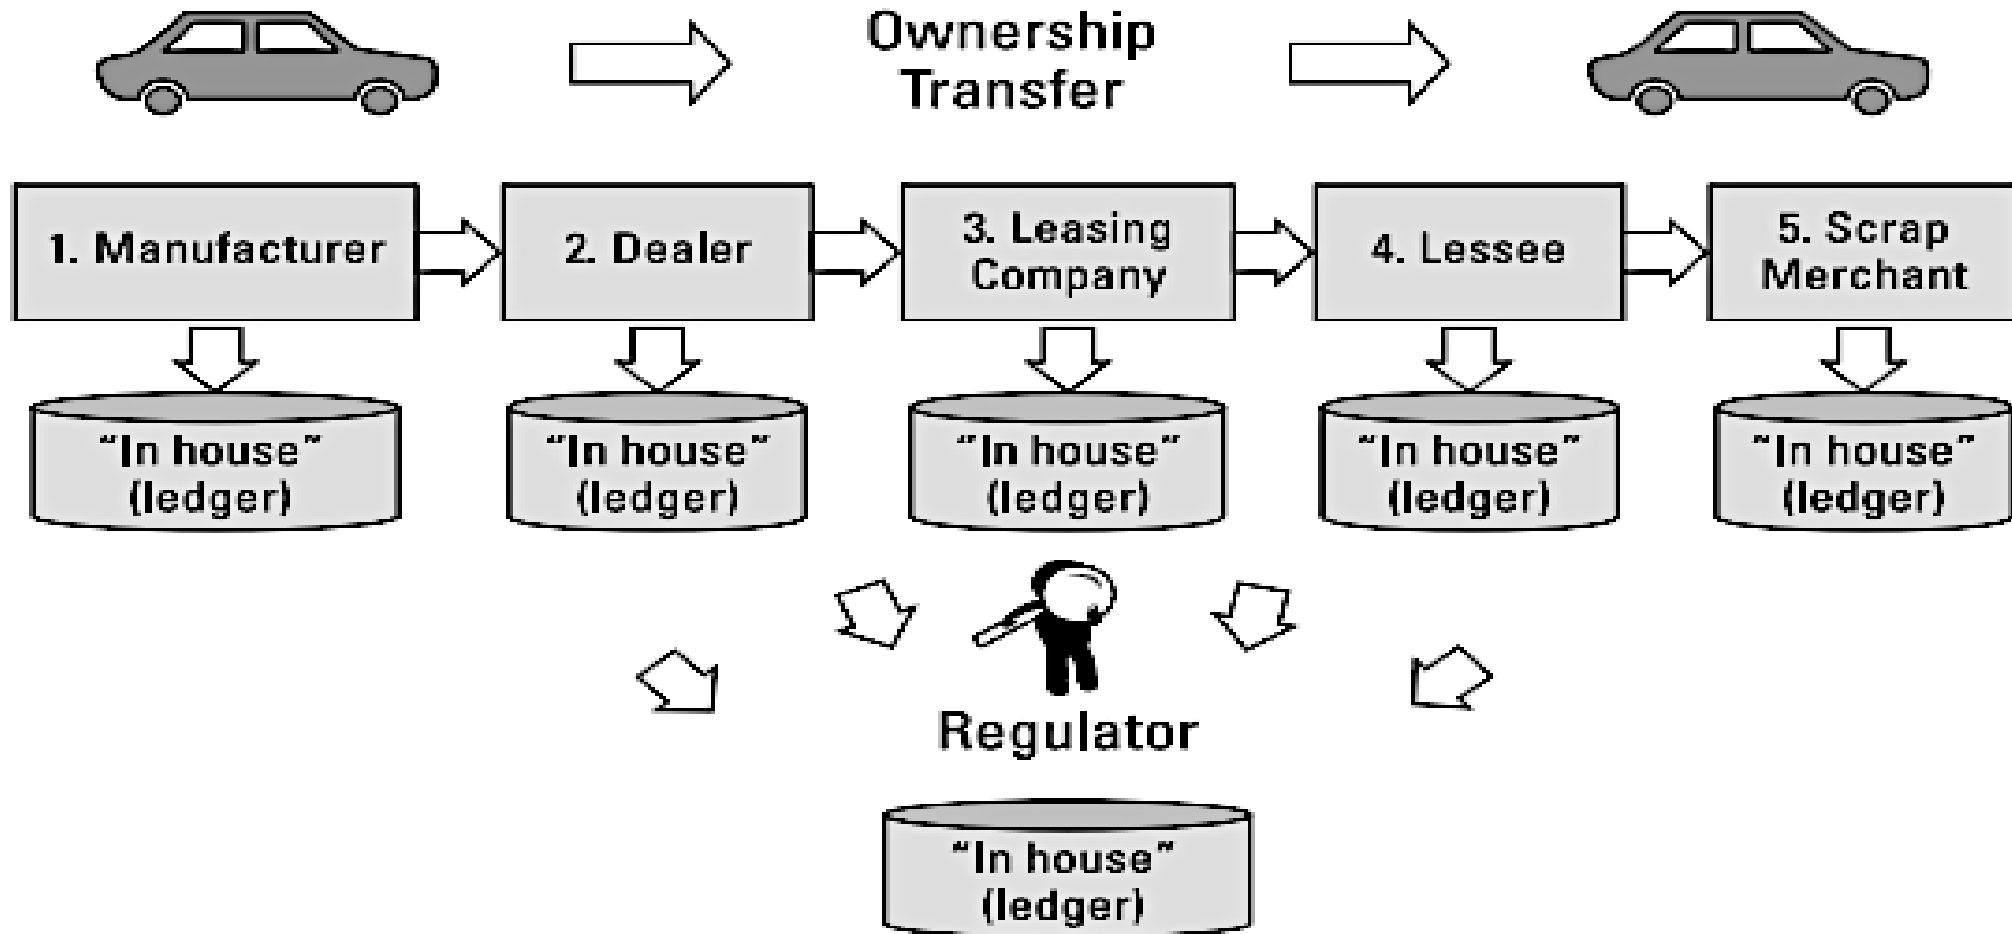 Ownership
Transfer
1. Manufacturer
2. Dealer
3. Leasing
Company
4. Lessee
5. Scrap
Merchant
“In house”
(ledger)
“In house”
(ledger)
“In house”
(ledger)
“In house”
(ledger)
“In house”
(ledger)
Regulator
“In house”
(ledger)